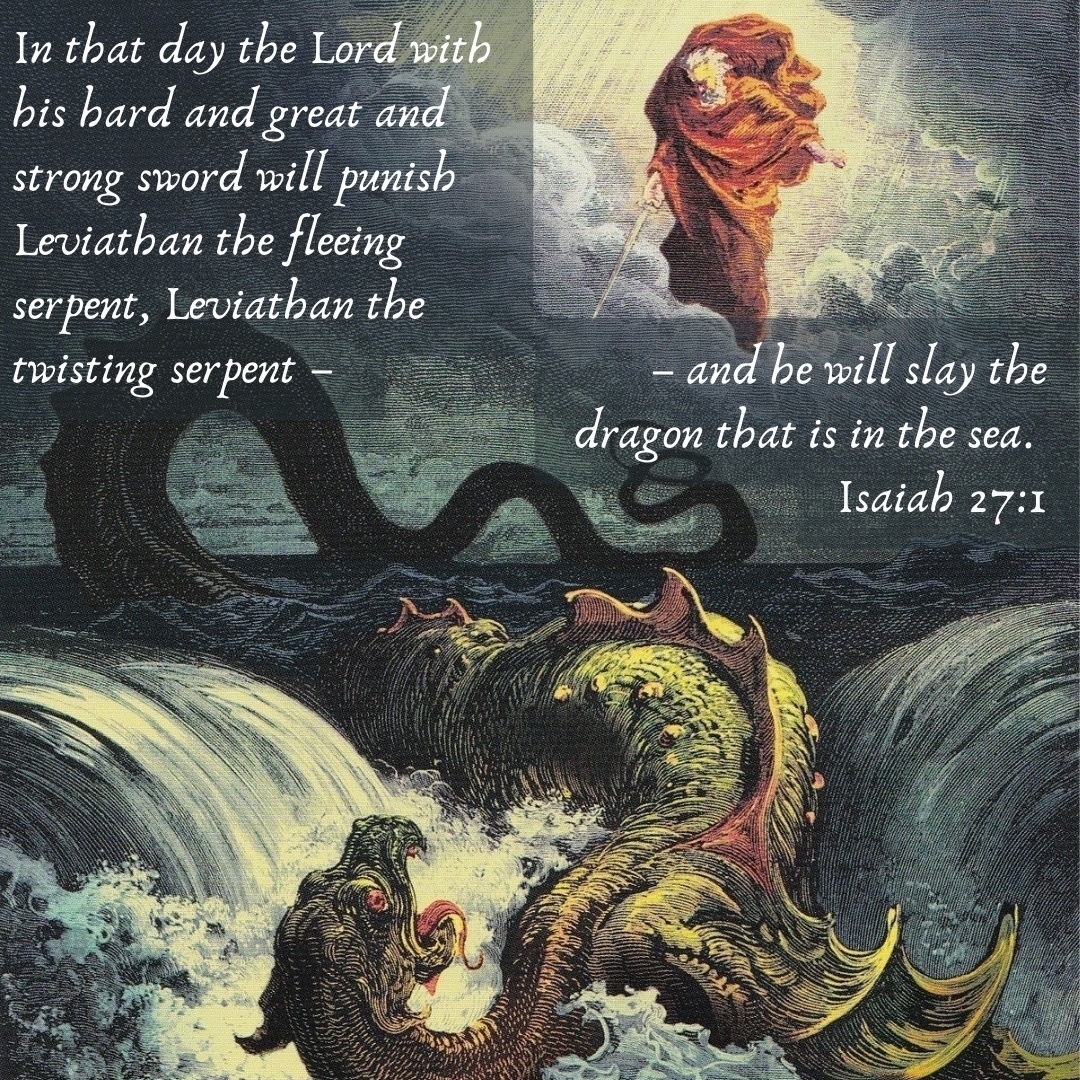 In that day the Lord with
his hard and great and
strong sword will punish
Leviathan the fleeing
serpent, Leviathan the
twisting serpent –
– and he will slay the
dragon that is in the sea.
Isaiah 27:1